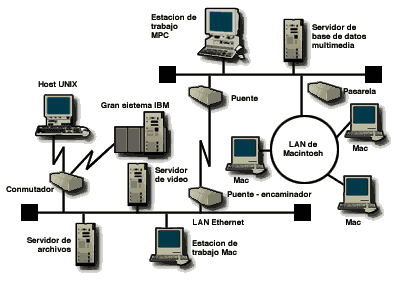 Estacion de
trabajo
MPC
Servidor de
base de datos
multimedia
Host UNIX
Gran sistema IBM
Puente
Pasarela
LAN de
Macintosh
Mac
Mac
Mac
Servidor
de video
Conmutador
Puente - encaminador
LAN Ethernet
Servidor de
archivos
Estacion de
trabajo Mac